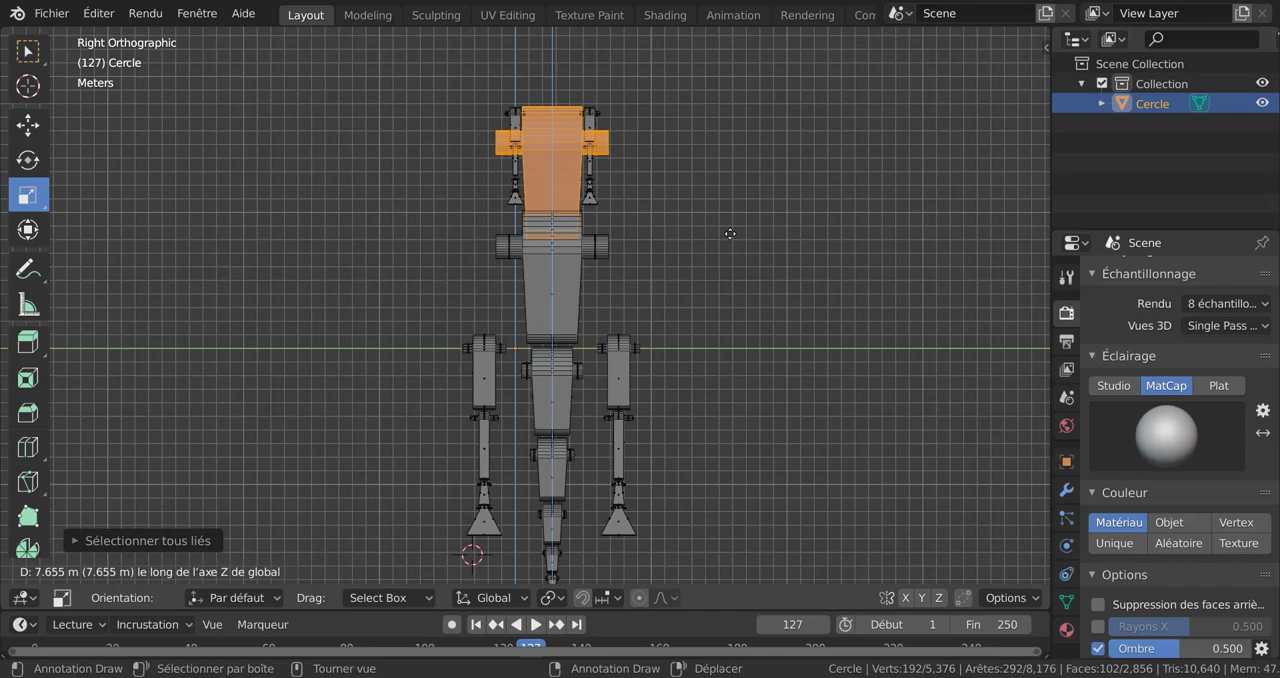 Fichier Éditer Rendu Fenêtre Aide Layout Modeling Sculpting UV Editing Texture Paint Shading Animation Rendering Com Scene View Layer
Right Orthographic
(127) Cercle
Meters
Scene Collection
Collection
Cercle
Scene
Échantillonnage
Rendu 8 échantillo...
Vues 3D Single Pass ...
Éclairage
Studio MatCap Plat
Couleur
Matériau Objet Vertex
Unique Aléatoire Texture
Options
Suppression des faces arriè...
Rayons X 0.500
Ombre 0.500
Sélectionner tous liés
D: 7.655 m (7.655 m) le long de l'axe Z de global
Orientation: Par défaut Drag: Select Box Global X Y Z Options
Lecture Incrustation Vue Marqueur 127 Début 1 Fin 250
127
Annotation Draw Sélectionner par boîte Tourner vue Annotation Draw Déplacer Cercle | Verts:192/5,376 | Arêtes:292/8,176 | Faces:102/2,856 | Tris:10,640 | Mem: 47.